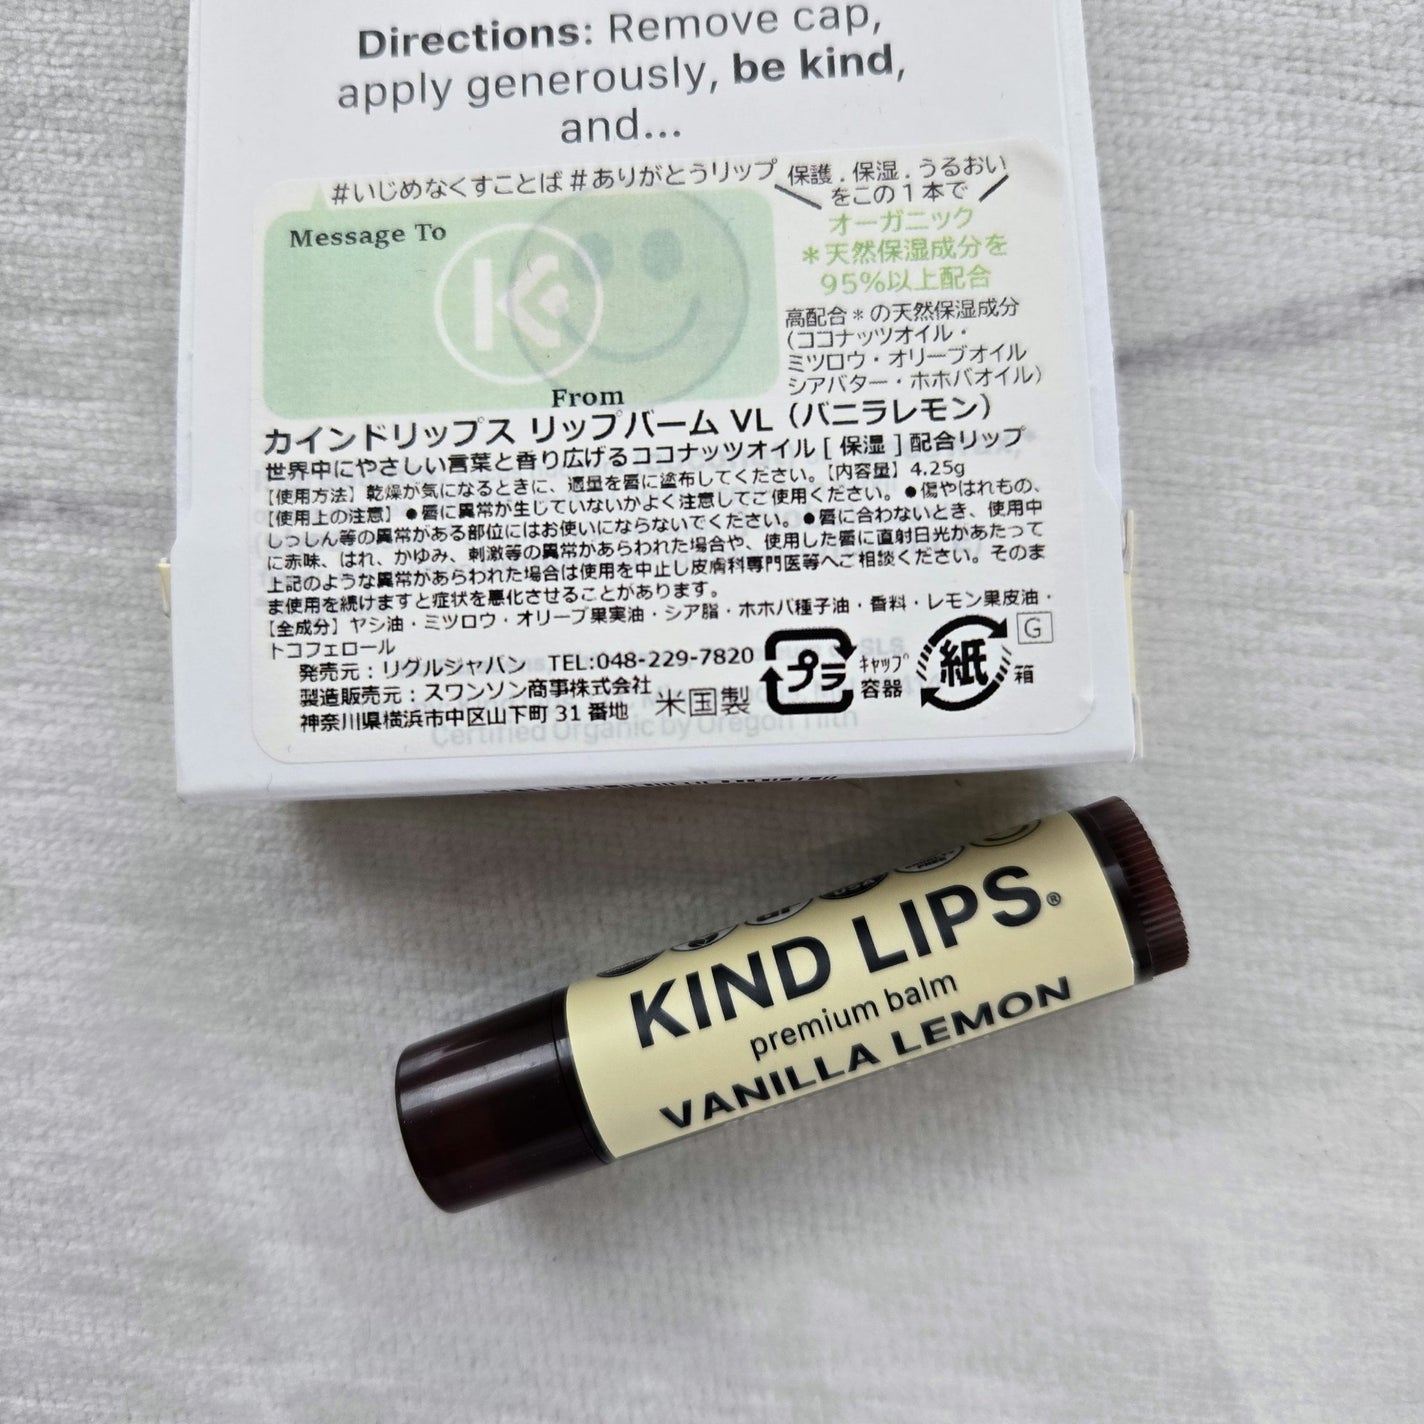 Directions: Remove cap,
apply generously, be kind,
and...
#いじめなくすことば #ありがとうリップ
Message To
K
From
保護．保湿．うるおい
をこの1本で
オーガニック
＊天然保湿成分を
95%以上配合
高配合＊の天然保湿成分
（ココナッツオイル・
ミツロウ・オリーブオイル
シアバター・ホホバオイル）
カインドリップス リップバーム VL（バニラレモン）
世界中にやさしい言葉と香り広げるココナッツオイル [ 保湿 ] 配合リップ
【使用方法】乾燥が気になるときに、適量を唇に塗布してください。【内容量】4.25g
【使用上の注意】●唇に異常が生じていないかよく注意してご使用ください。●傷やはれもの、
しっしん等の異常がある部位にはお使いにならないでください。●唇に合わないとき、使用中
に赤味、はれ、かゆみ、刺激等の異常があらわれた場合や、使用した唇に直射日光があたって
上記のような異常があらわれた場合は使用を中止し皮膚科専門医等へご相談ください。そのま
ま使用を続けますと症状を悪化させることがあります。
【全成分】ヤシ油・ミツロウ・オリーブ果実油・シア脂・ホホバ種子油・香料・レモン果皮油・
トコフェロール
発売元：リグルジャパン TEL:048-229-7820
製造販売元：スワンソン商事株式会社
神奈川県横浜市中区山下町 31 番地
米国製
プラ
ｷｬｯﾌﾟ
容器
紙
箱
G
SLS
Certified Organic by Oregon Tilth
USA
FREE
KIND LIPS®
premium balm
VANILLA LEMON